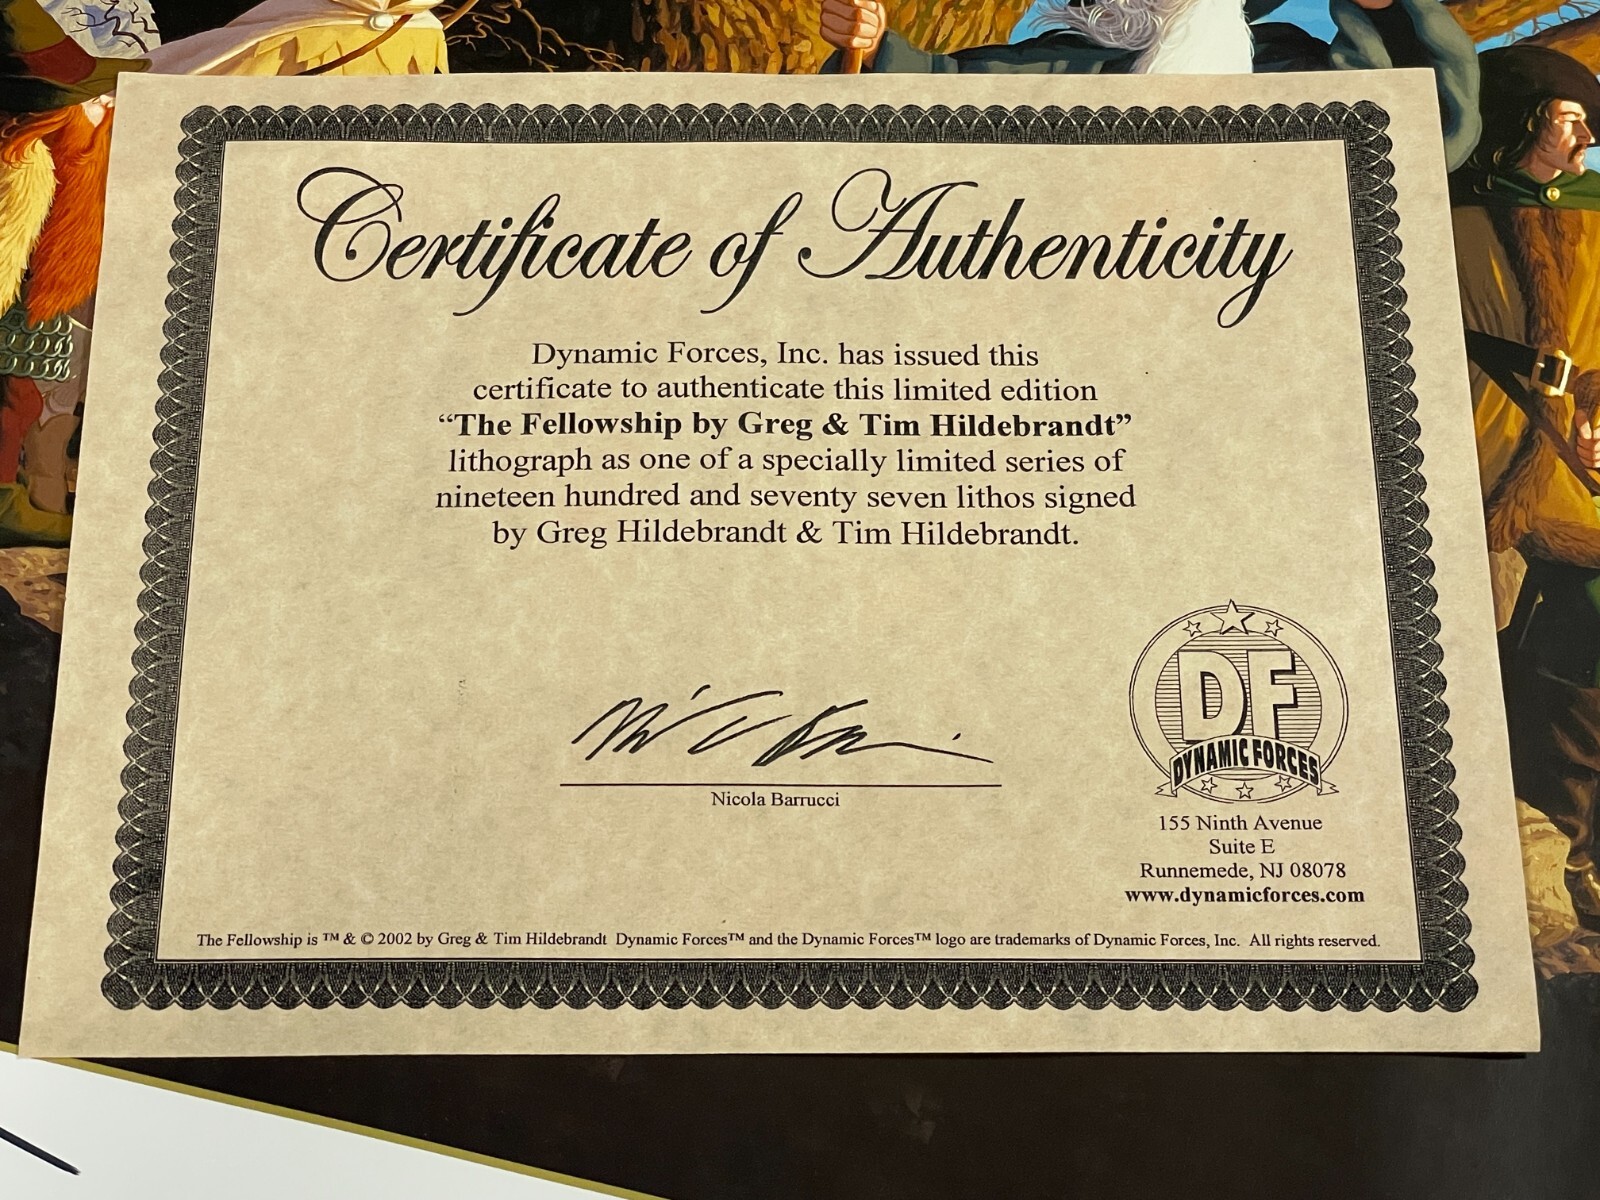 Certificate of Authenticity
Dynamic Forces, Inc. has issued this
certificate to authenticate this limited edition
“The Fellowship by Greg & Tim Hildebrandt”
lithograph as one of a specially limited series of
nineteen hundred and seventy seven lithos signed
by Greg Hildebrandt & Tim Hildebrandt.
Nicola Barrucci
DF
DYNAMIC FORCES
155 Ninth Avenue
Suite E
Runnemede, NJ 08078
www.dynamicforces.com
The Fellowship is ™ & © 2002 by Greg & Tim Hildebrandt Dynamic Forces™ and the Dynamic Forces™ logo are trademarks of Dynamic Forces, Inc. All rights reserved.